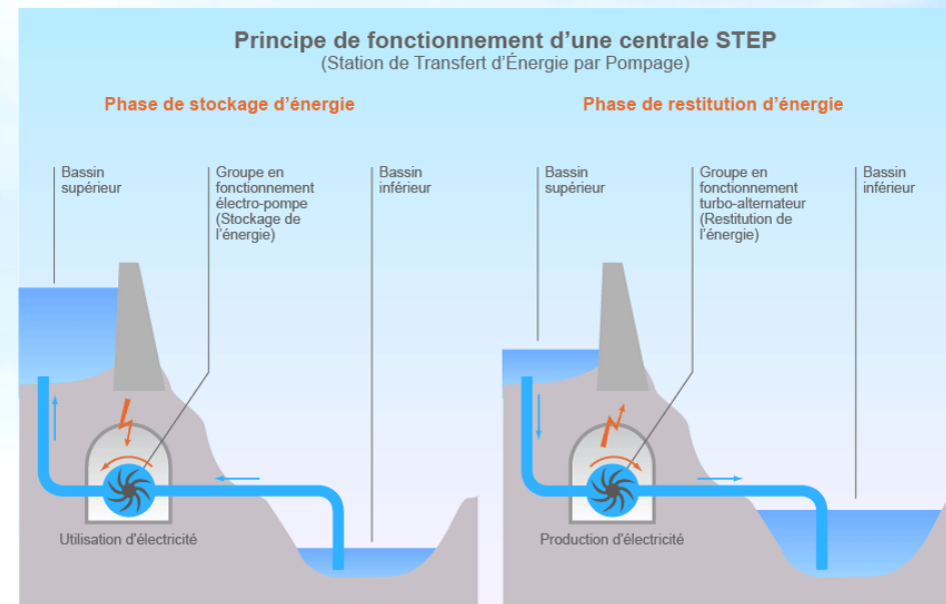 Principe de fonctionnement d’une centrale STEP
(Station de Transfert d’Énergie par Pompage)
Phase de stockage d’énergie
Bassin
supérieur
Groupe en
fonctionnement
électro-pompe
(Stockage de
l’énergie)
Bassin
inférieur
Utilisation d'électricité
Phase de restitution d’énergie
Bassin
supérieur
Groupe en
fonctionnement
turbo-alternateur
(Restitution de
l’énergie)
Bassin
inférieur
Production d'électricité